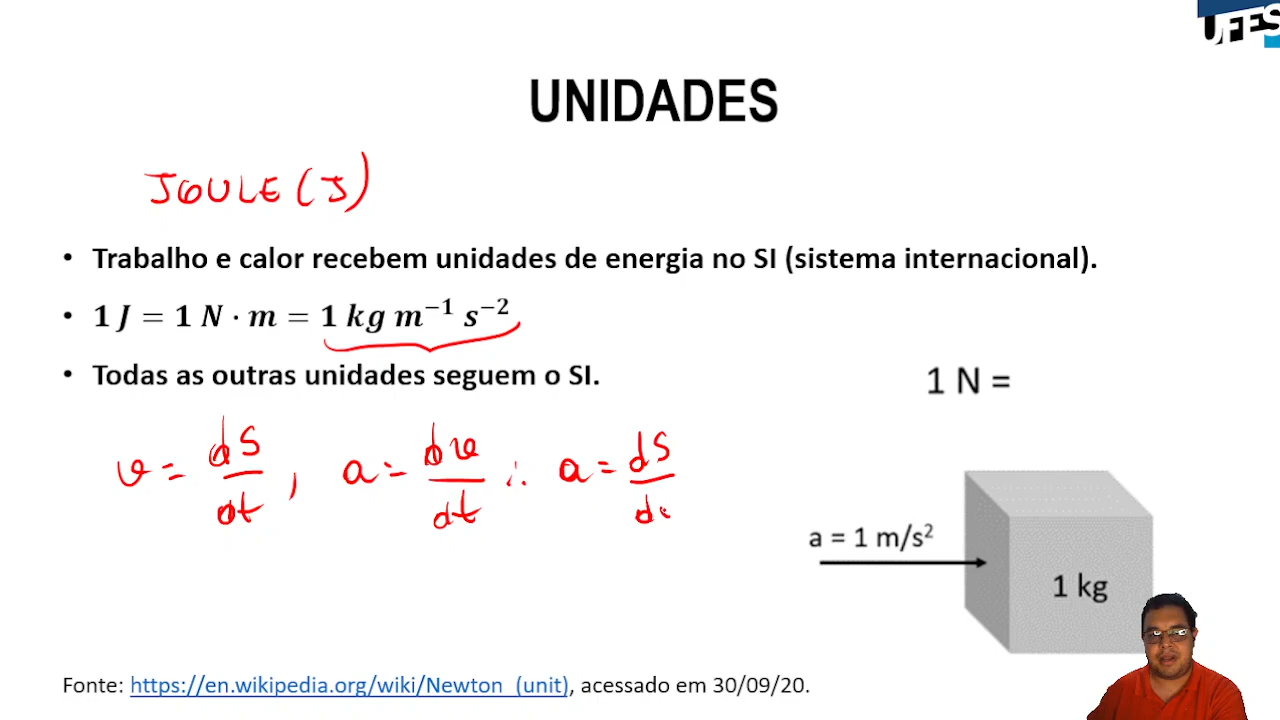 UFES
UNIDADES
JOULE (J)
• Trabalho e calor recebem unidades de energia no SI (sistema internacional).
• 1 J = 1 N · m = 1 kg m⁻¹ s⁻²
• Todas as outras unidades seguem o SI.
1 N =
v = dS/dt , a = dv/dt ∴ a = dS/d
a = 1 m/s²
1 kg
Fonte: https://en.wikipedia.org/wiki/Newton_(unit), acessado em 30/09/20.